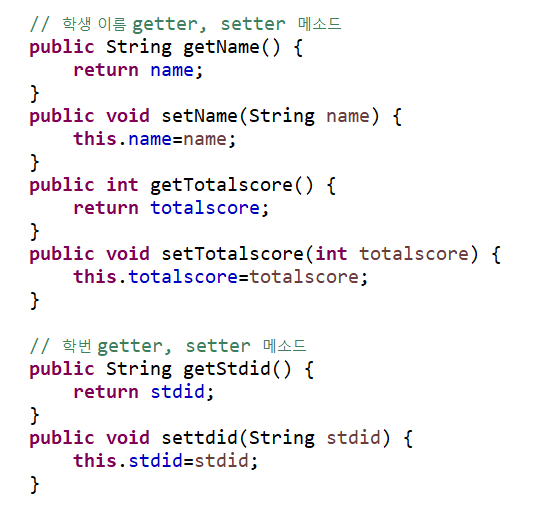 // 학생 이름 getter, setter 메소드
public String getName() {
    return name;
}
public void setName(String name) {
    this.name=name;
}
public int getTotalscore() {
    return totalscore;
}
public void setTotalscore(int totalscore) {
    this.totalscore=totalscore;
}

// 학번 getter, setter 메소드
public String getStdid() {
    return stdid;
}
public void settdid(String stdid) {
    this.stdid=stdid;
}